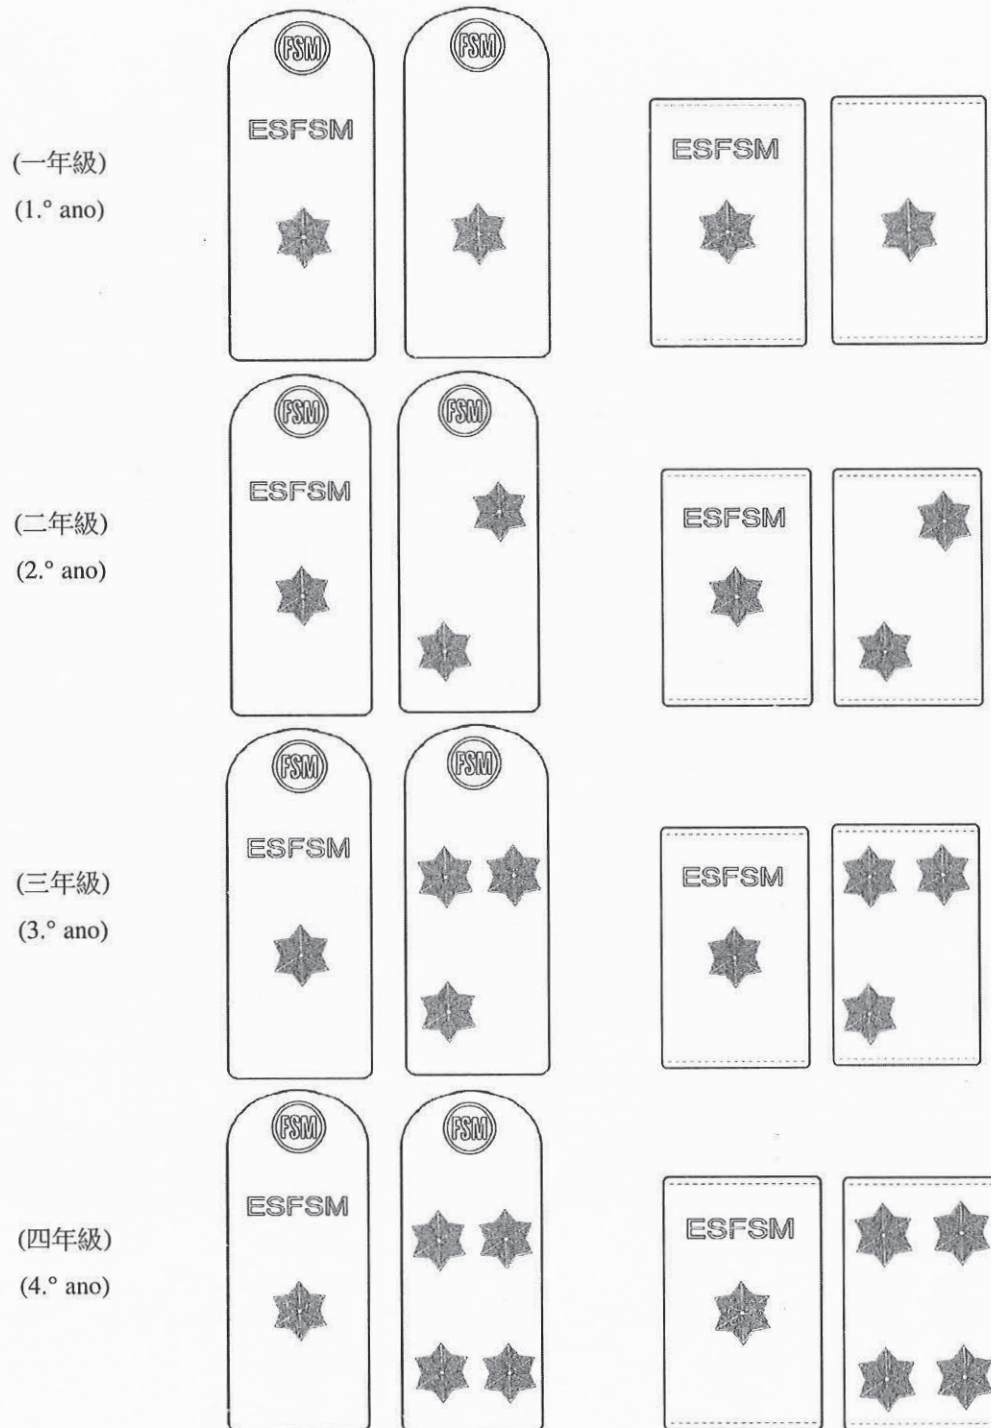 FSM FSM
ESFSM ESFSM
(一年級)
(1.º ano)
FSM FSM
ESFSM ESFSM
(二年級)
(2.º ano)
FSM FSM
ESFSM ESFSM
(三年級)
(3.º ano)
FSM FSM
ESFSM ESFSM
(四年級)
(4.º ano)